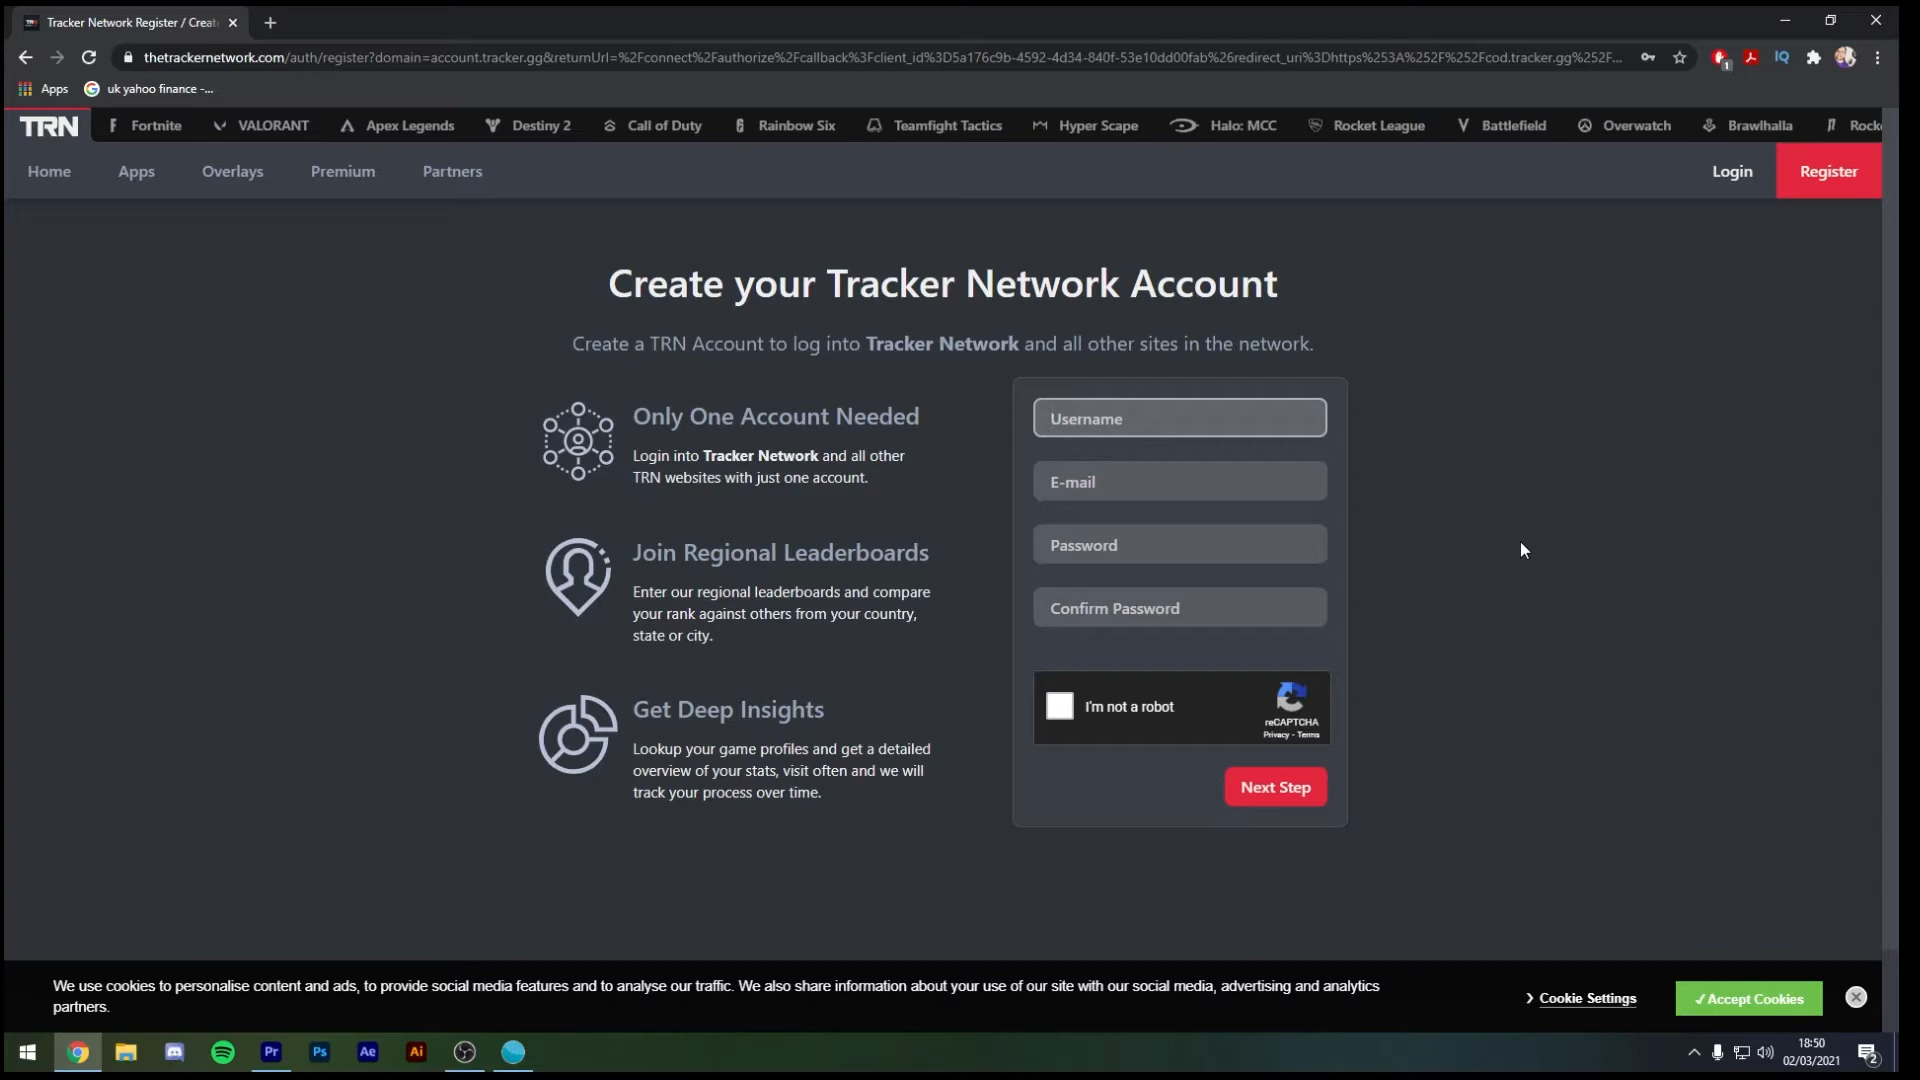 Tracker Network Register / Creat
thetrackernetwork.com/auth/register?domain=account.tracker.gg&returnUrl=%2Fconnect%2Fauthorize%2Fcallback%3Fclient_id%3D5a176c9b-4592-4d34-840f-53e10dd00fab%26redirect_uri%3Dhttps%253A%252F%252Fcod.tracker.gg%252F...
IQ
1
Apps
uk yahoo finance -...
TRN
Fortnite
VALORANT
Apex Legends
Destiny 2
Call of Duty
Rainbow Six
Teamfight Tactics
Hyper Scape
Halo: MCC
Rocket League
Battlefield
Overwatch
Brawlhalla
Rock
Home
Apps
Overlays
Premium
Partners
Login
Register
Create your Tracker Network Account
Create a TRN Account to log into Tracker Network and all other sites in the network.
Only One Account Needed
Login into Tracker Network and all other
TRN websites with just one account.
Join Regional Leaderboards
Enter our regional leaderboards and compare
your rank against others from your country,
state or city.
Get Deep Insights
Lookup your game profiles and get a detailed
overview of your stats, visit often and we will
track your process over time.
Username
E-mail
Password
Confirm Password
I'm not a robot
reCAPTCHA
Privacy - Terms
Next Step
We use cookies to personalise content and ads, to provide social media features and to analyse our traffic. We also share information about your use of our site with our social media, advertising and analytics
partners.
Cookie Settings
✓Accept Cookies
Pr
Ps
Ae
Ai
18:50
02/03/2021
2